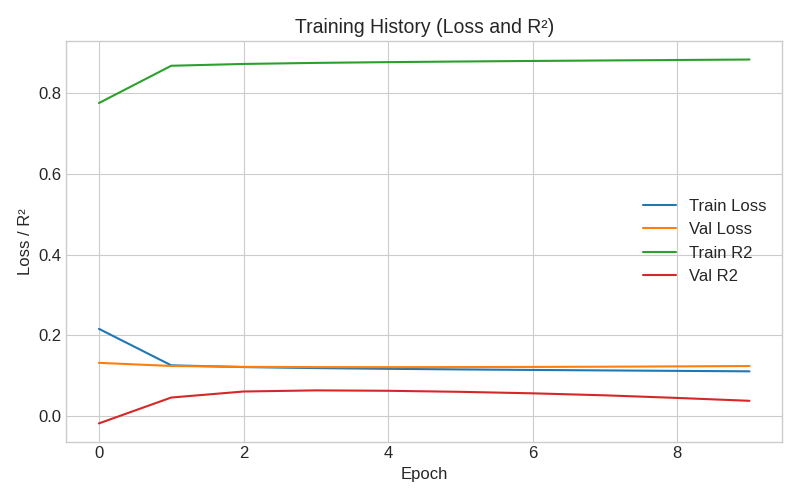 Training History (Loss and R²)
Loss / R²
0.8
0.6
0.4
0.2
0.0
Train Loss
Val Loss
Train R2
Val R2
0 2 4 6 8
Epoch